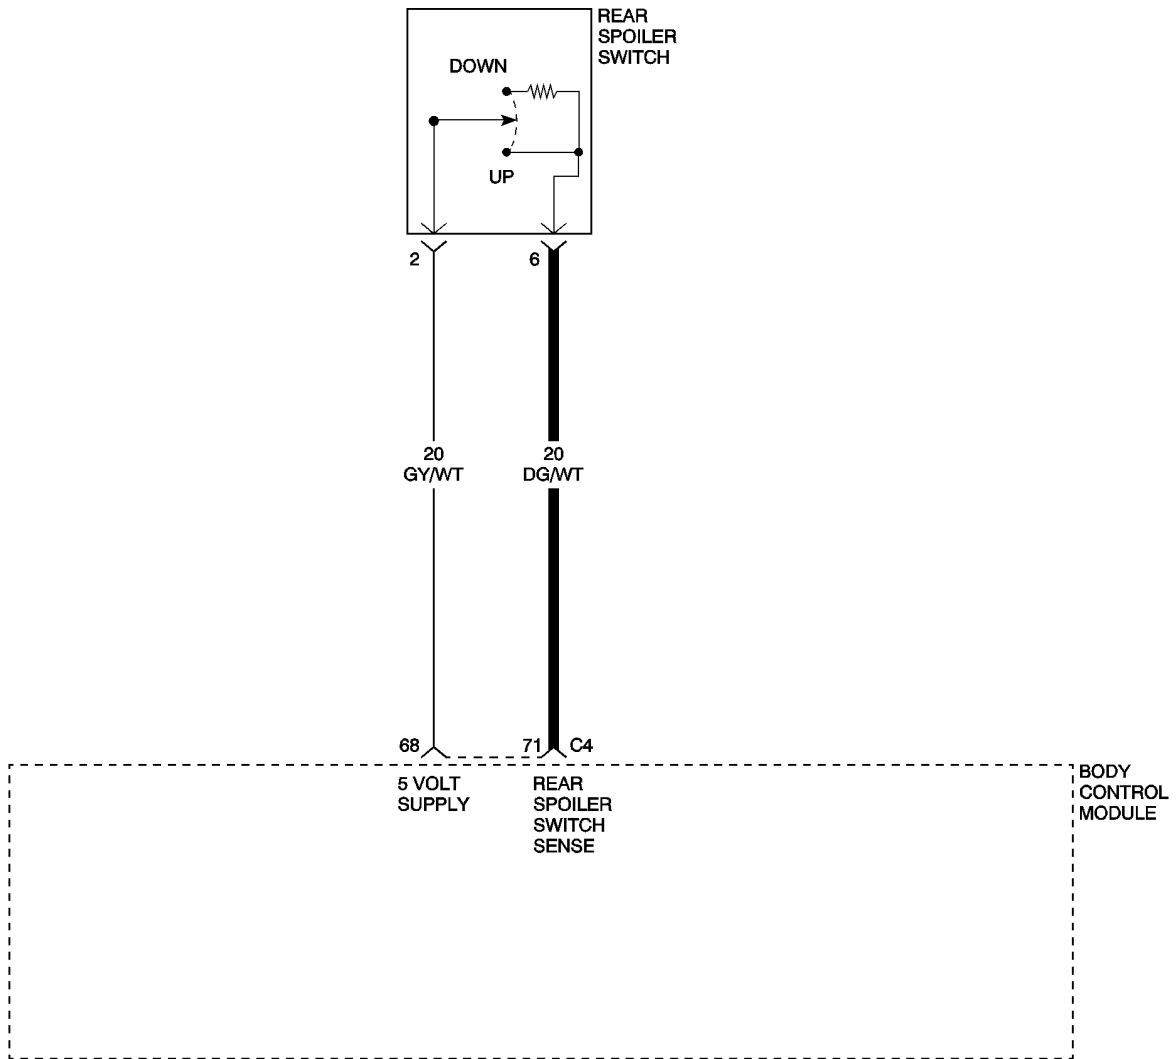 REAR
SPOILER
SWITCH
DOWN
UP
2
6
20
GY/WT
20
DG/WT
68
71
C4
5 VOLT
SUPPLY
REAR
SPOILER
SWITCH
SENSE
BODY
CONTROL
MODULE